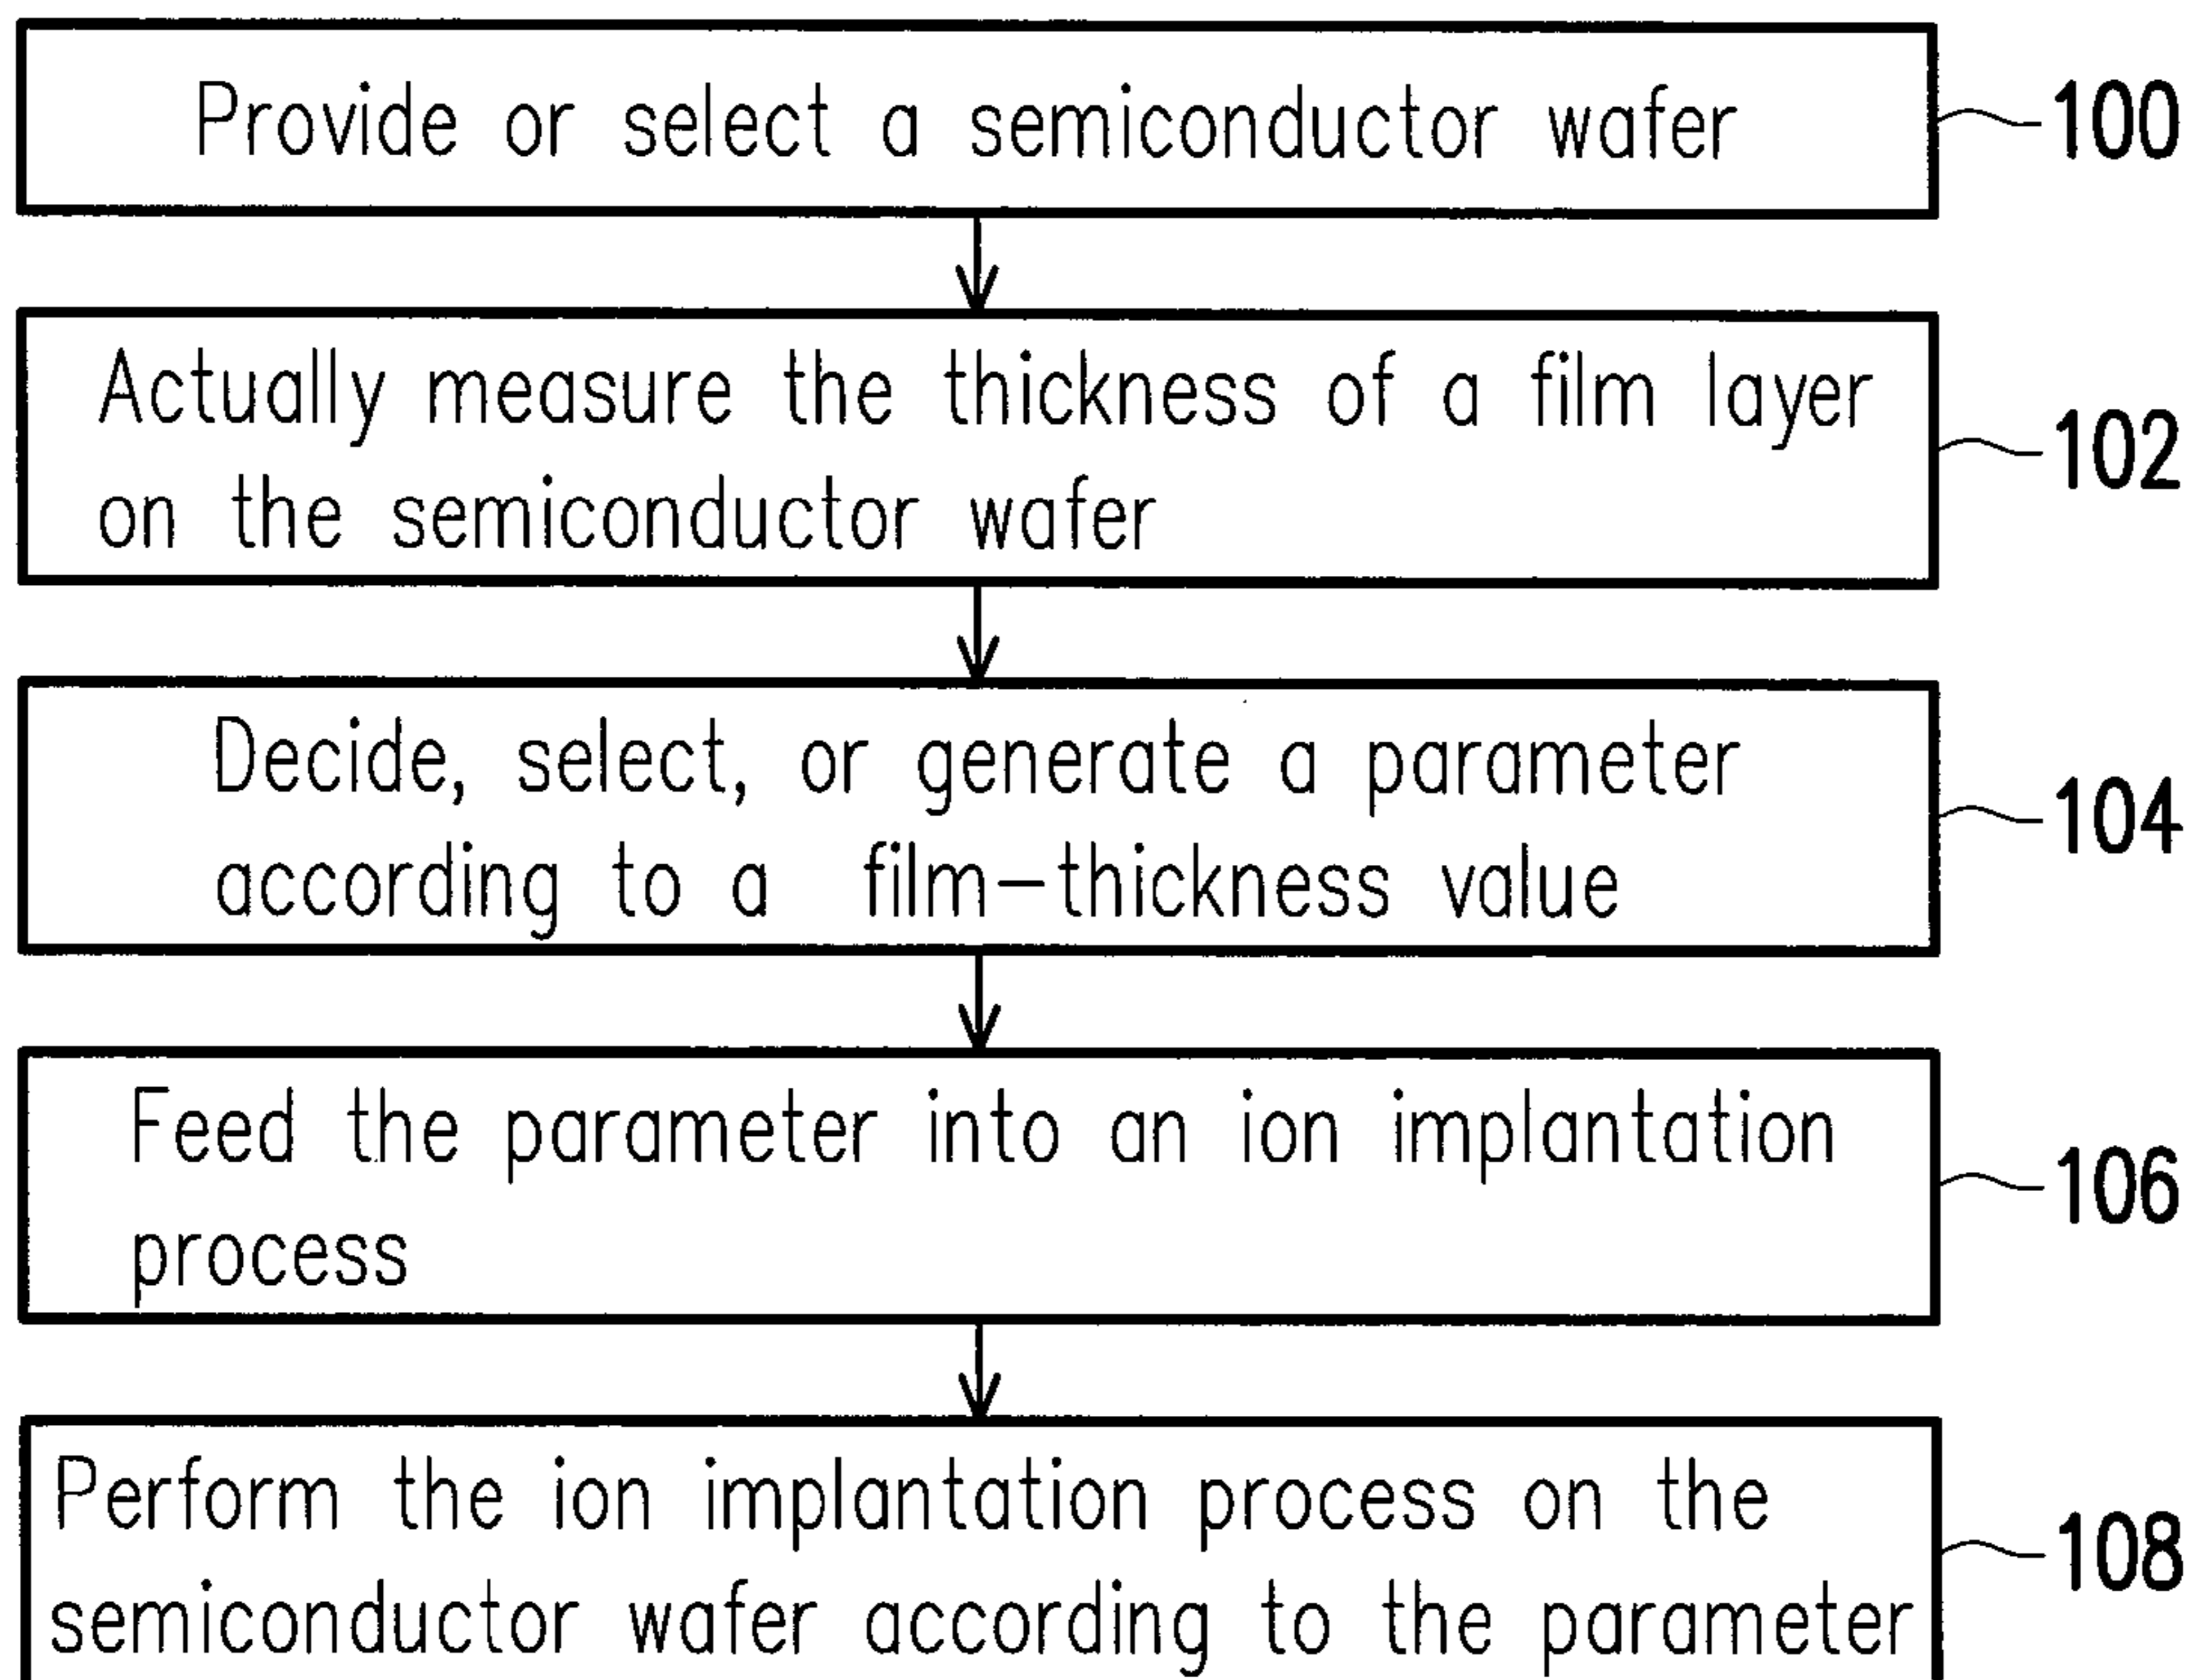 Provide or select a semiconductor wafer
100
Actually measure the thickness of a film layer
on the semiconductor wafer
102
Decide, select, or generate a parameter
according to a film-thickness value
104
Feed the parameter into an ion implantation
process
106
Perform the ion implantation process on the
semiconductor wafer according to the parameter
108